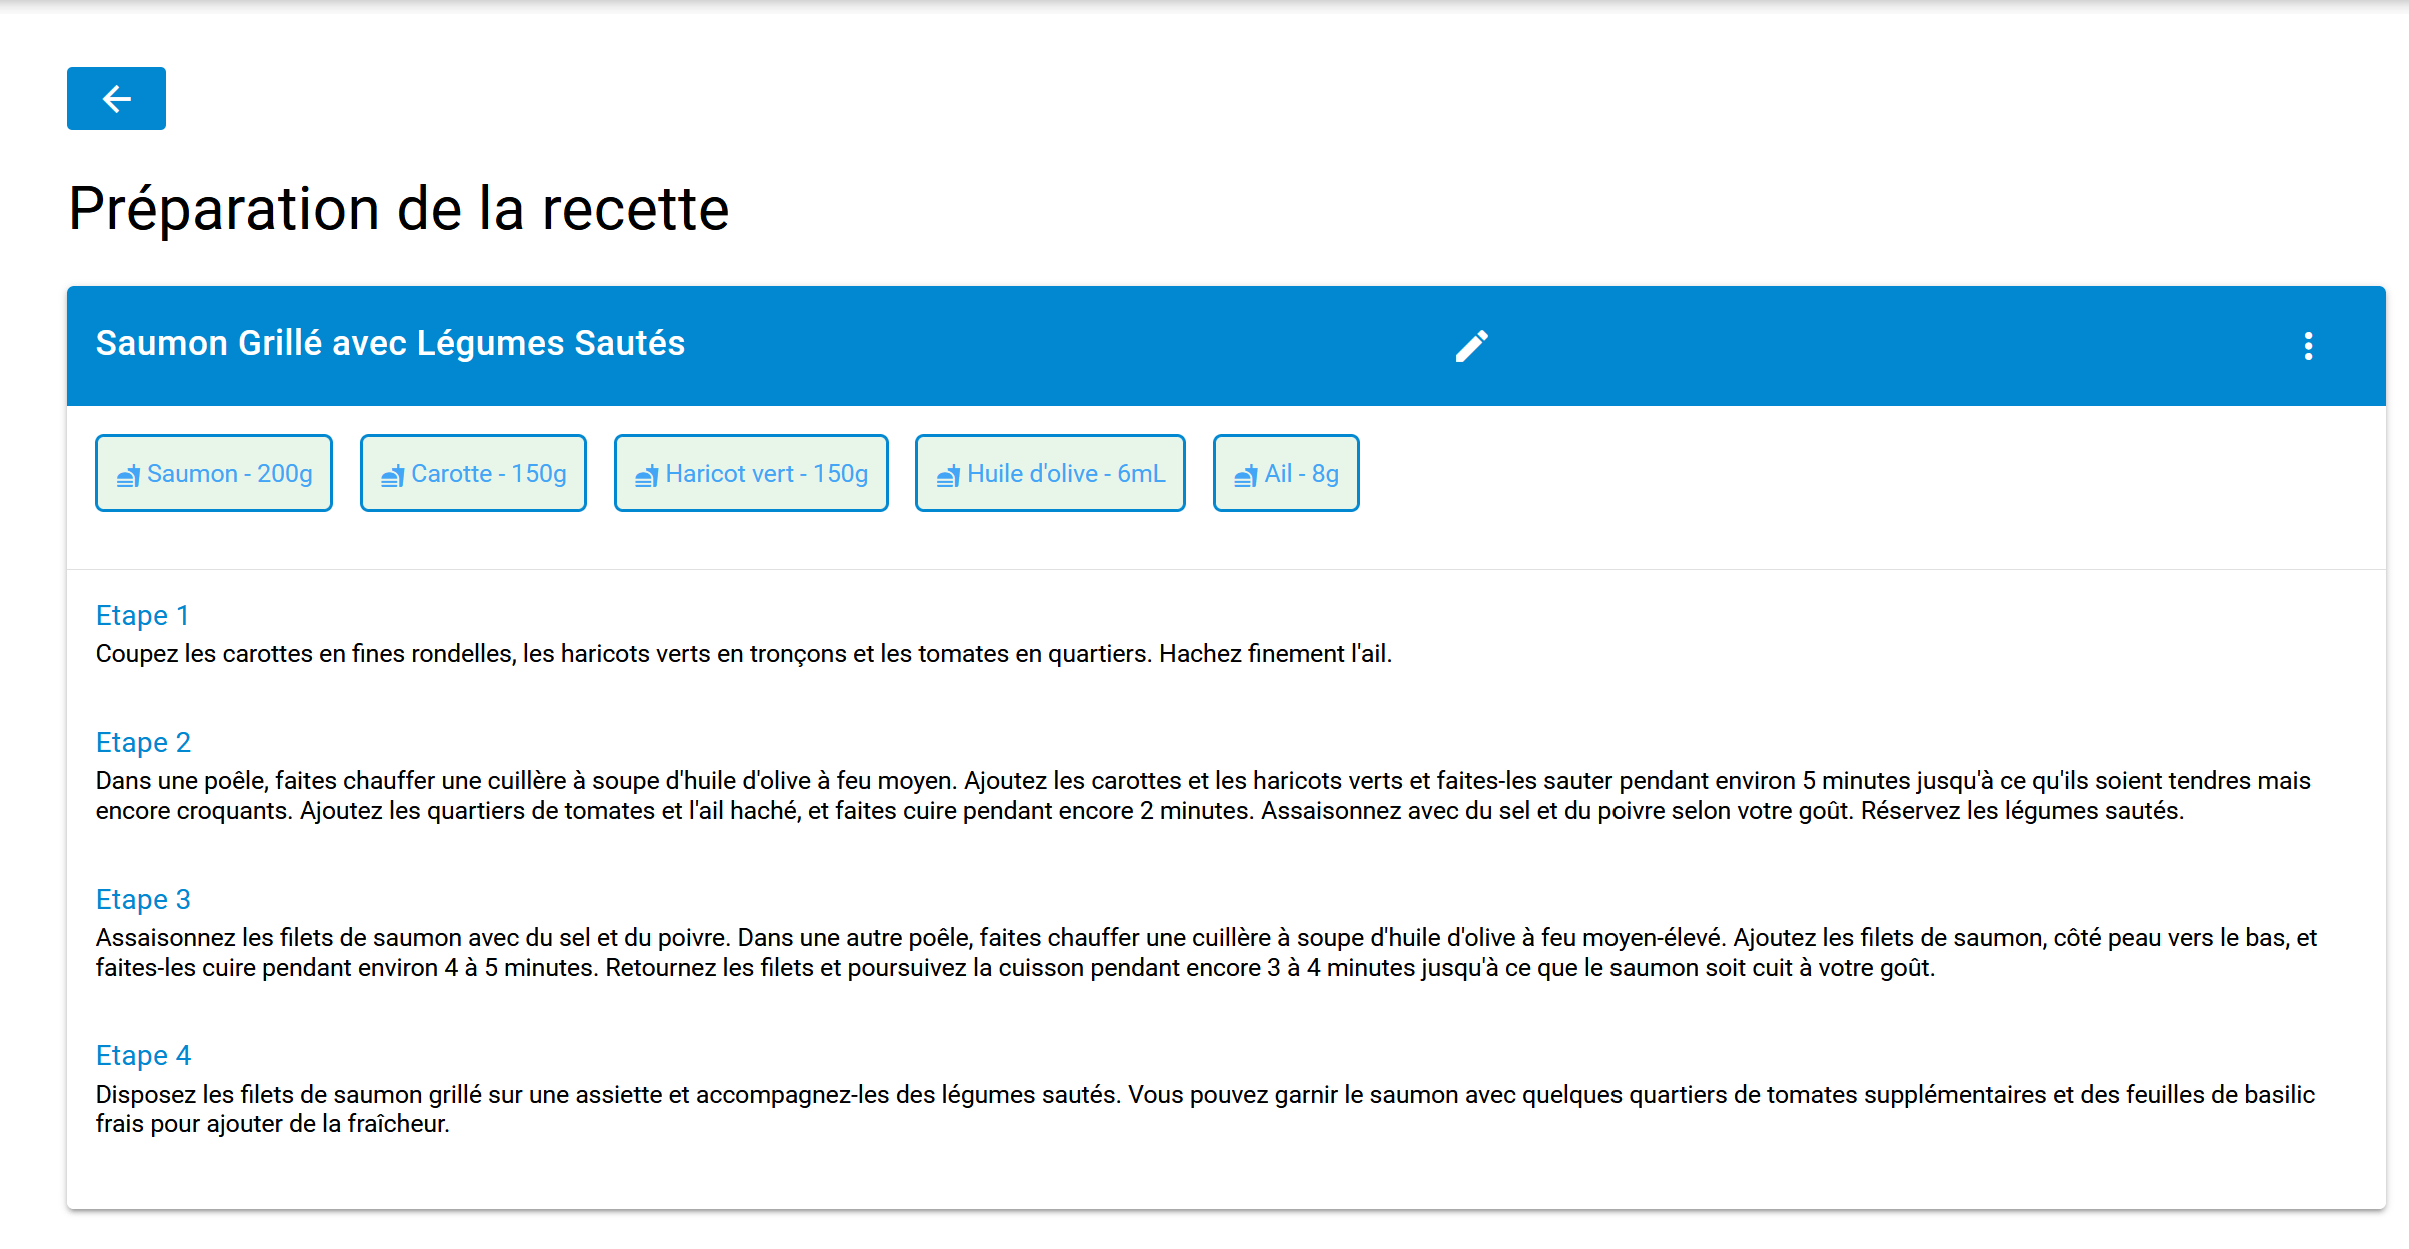 Préparation de la recette
Saumon Grillé avec Légumes Sautés
Saumon - 200g
Carotte - 150g
Haricot vert - 150g
Huile d'olive - 6mL
Ail - 8g
Etape 1
Coupez les carottes en fines rondelles, les haricots verts en tronçons et les tomates en quartiers. Hachez finement l'ail.
Etape 2
Dans une poêle, faites chauffer une cuillère à soupe d'huile d'olive à feu moyen. Ajoutez les carottes et les haricots verts et faites-les sauter pendant environ 5 minutes jusqu'à ce qu'ils soient tendres mais
encore croquants. Ajoutez les quartiers de tomates et l'ail haché, et faites cuire pendant encore 2 minutes. Assaisonnez avec du sel et du poivre selon votre goût. Réservez les légumes sautés.
Etape 3
Assaisonnez les filets de saumon avec du sel et du poivre. Dans une autre poêle, faites chauffer une cuillère à soupe d'huile d'olive à feu moyen-élevé. Ajoutez les filets de saumon, côté peau vers le bas, et
faites-les cuire pendant environ 4 à 5 minutes. Retournez les filets et poursuivez la cuisson pendant encore 3 à 4 minutes jusqu'à ce que le saumon soit cuit à votre goût.
Etape 4
Disposez les filets de saumon grillé sur une assiette et accompagnez-les des légumes sautés. Vous pouvez garnir le saumon avec quelques quartiers de tomates supplémentaires et des feuilles de basilic
frais pour ajouter de la fraîcheur.